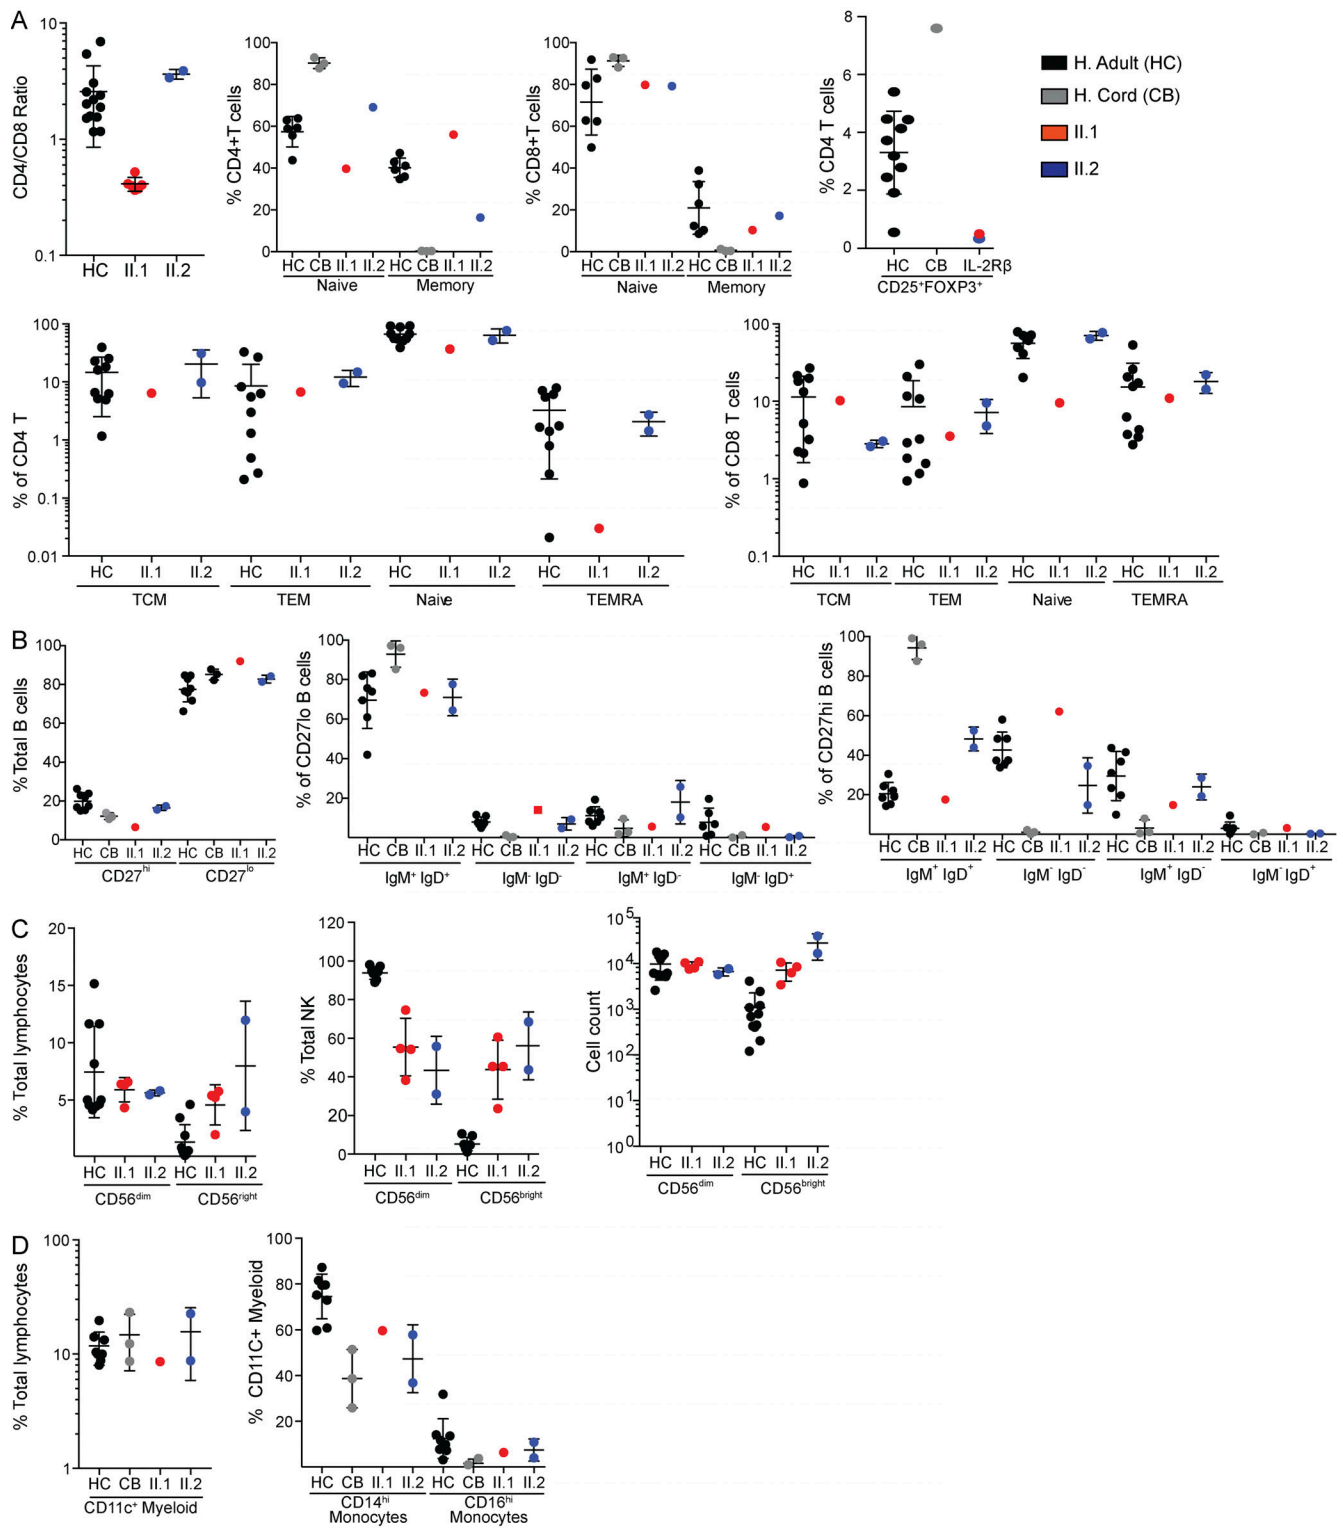 A
CD4/CD8 Ratio
10
1
0.1
HC II.1 II.2
% CD4+T cells
100
80
60
40
20
0
HC CB II.1 II.2 HC CB II.1 II.2
Naive Memory
% CD8+T cells
100
80
60
40
20
0
HC CB II.1 II.2 HC CB II.1 II.2
Naive Memory
% CD4 T cells
8
6
4
2
0
HC CB IL-2Rβ
CD25⁺FOXP3⁺
H. Adult (HC)
H. Cord (CB)
II.1
II.2
% of CD4 T
100
10
1
0.1
0.01
HC II.1 II.2 HC II.1 II.2 HC II.1 II.2 HC II.1 II.2
TCM TEM Naive TEMRA
% of CD8 T cells
100
10
1
0.1
HC II.1 II.2 HC II.1 II.2 HC II.1 II.2 HC II.1 II.2
TCM TEM Naive TEMRA
B
% Total B cells
100
80
60
40
20
0
HC CB II.1 II.2 HC CB II.1 II.2
CD27ʰⁱ CD27ˡᵒ
% of CD27lo B cells
100
80
60
40
20
HC CB II.1 II.2 HC CB II.1 II.2 HC CB II.1 II.2 HC CB II.1 II.2
IgM⁺ IgD⁺ IgM⁻ IgD⁻ IgM⁺ IgD⁻ IgM⁻ IgD⁺
% of CD27hi B cells
100
80
60
40
20
HC CB II.1 II.2 HC CB II.1 II.2 HC CB II.1 II.2 HC CB II.1 II.2
IgM⁺ IgD⁺ IgM⁻ IgD⁻ IgM⁺ IgD⁻ IgM⁻ IgD⁺
C
% Total lymphocytes
20
15
10
5
HC II.1 II.2 HC II.1 II.2
CD56ᵈⁱᵐ CD56ʳⁱᵍʰᵗ
% Total NK
120
100
80
60
40
20
0
HC II.1 II.2 HC II.1 II.2
CD56ᵈⁱᵐ CD56ᵇʳⁱᵍʰᵗ
Cell count
10⁵
10⁴
10³
10²
10¹
10⁰
HC II.1 II.2 HC II.1 II.2
CD56ᵈⁱᵐ CD56ᵇʳⁱᵍʰᵗ
D
% Total lymphocytes
100
10
1
HC CB II.1 II.2
CD11c⁺ Myeloid
% CD11C+ Myeloid
100
80
60
40
20
HC CB II.1 II.2 HC CB II.1 II.2
CD14ʰⁱ CD16ʰⁱ
Monocytes Monocytes